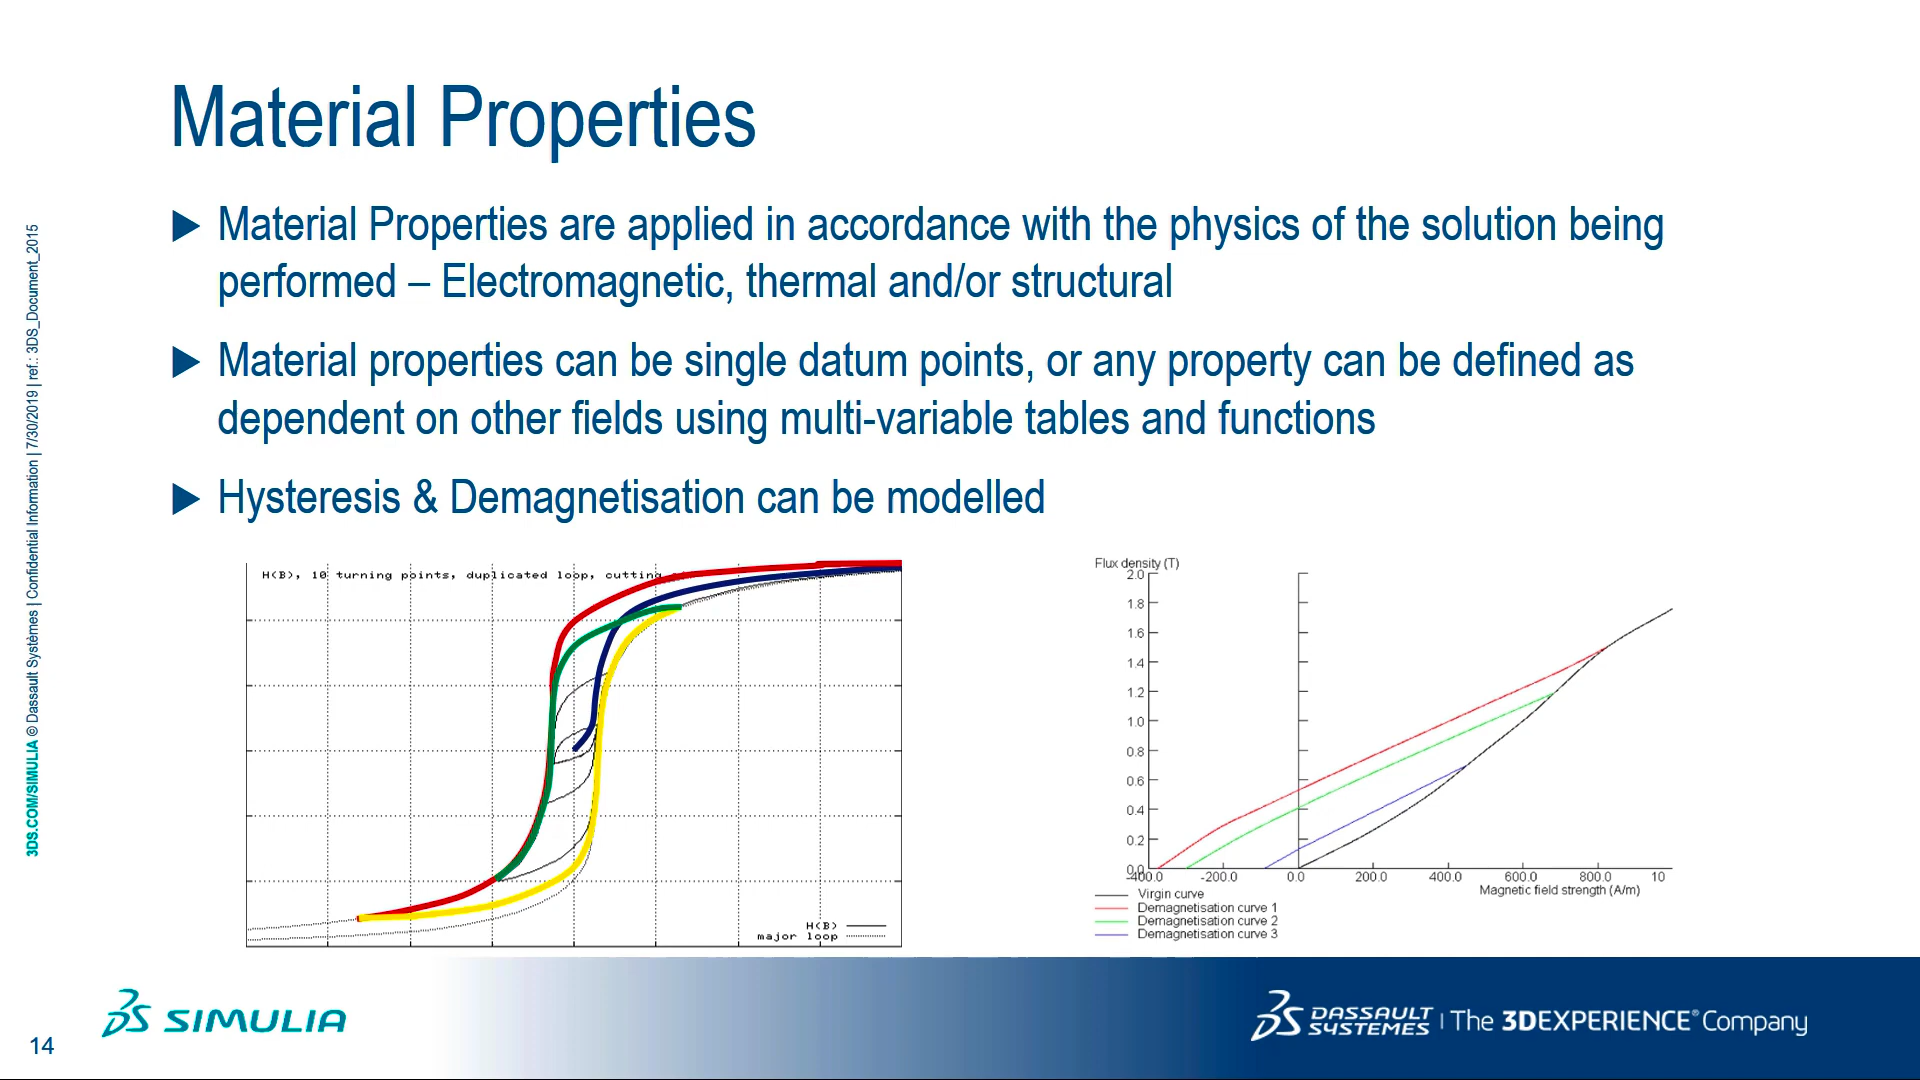 Material Properties
Material Properties are applied in accordance with the physics of the solution being
performed – Electromagnetic, thermal and/or structural
Material properties can be single datum points, or any property can be defined as
dependent on other fields using multi-variable tables and functions
Hysteresis & Demagnetisation can be modelled
H(B), 10 turning points, duplicated loop, cutting
H(B)
major loop
Flux density (T)
2.0
1.8
1.6
1.4
1.2
1.0
0.8
0.6
0.4
0.2
0.0
-400.0 -200.0 0.0 200.0 400.0 600.0 800.0 10
Magnetic field strength (A/m)
Virgin curve
Demagnetisation curve 1
Demagnetisation curve 2
Demagnetisation curve 3
3DS.COM/SIMULIA © Dassault Systèmes | Confidential Information | 7/30/2019 | ref.: 3DS_Document_2015
14
SIMULIA
DASSAULT SYSTEMES | The 3DEXPERIENCE® Company